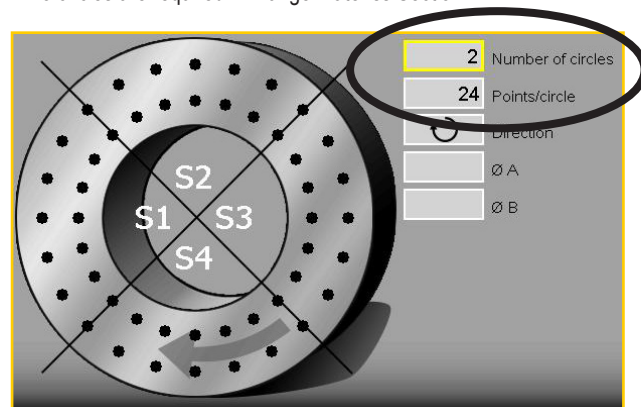 2 Number of circles
24 Points/circle
Direction
Ø A
Ø B
S2
S1 S3
S4